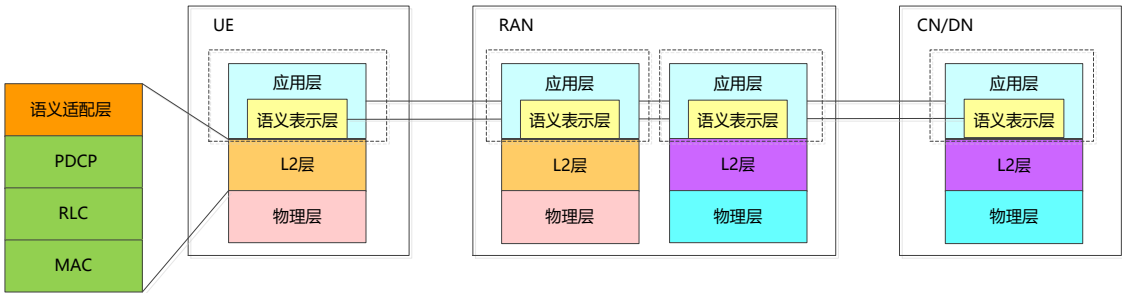 UE
RAN
CN/DN
语义适配层
PDCP
RLC
MAC
应用层
语义表示层
L2层
物理层
应用层
语义表示层
L2层
物理层
应用层
语义表示层
L2层
物理层
应用层
语义表示层
L2层
物理层